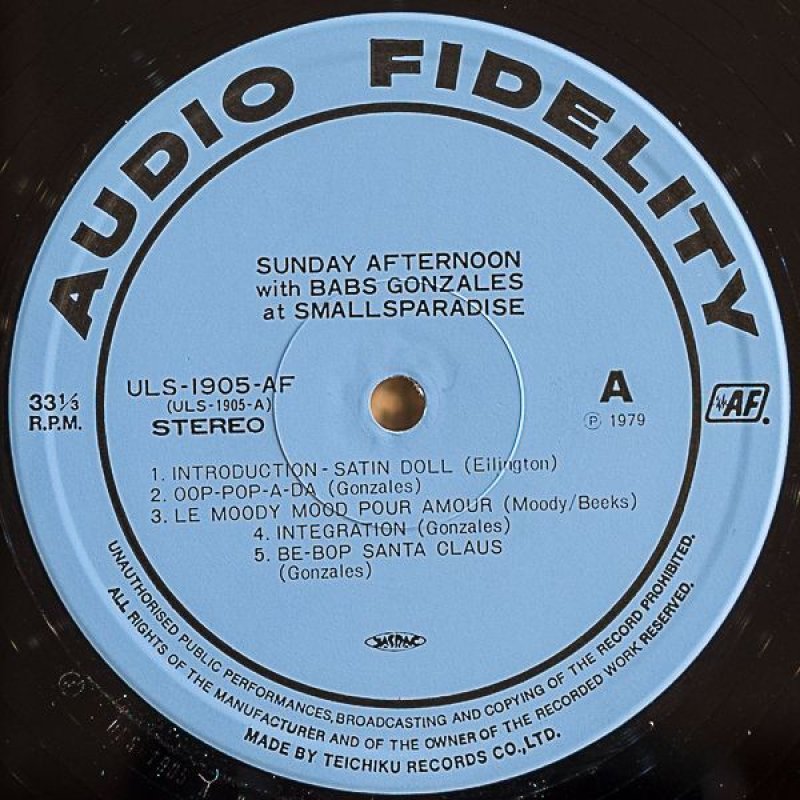 AUDIO FIDELITY
SUNDAY AFTERNOON
with BABS GONZALES
at SMALLSPARADISE
ULS-1905-AF
(ULS-1905-A)
STEREO
33⅓
R.P.M.
A
Ⓟ 1979
AF.
1. INTRODUCTION - SATIN DOLL (Eilington)
2. OOP-POP-A-DA (Gonzales)
3. LE MOODY MOOD POUR AMOUR (Moody/Beeks)
4. INTEGRATION (Gonzales)
5. BE-BOP SANTA CLAUS
(Gonzales)
JASRAC
UNAUTHORISED PUBLIC PERFORMANCES, BROADCASTING AND COPYING OF THE RECORD PROHIBITED.
ALL RIGHTS OF THE MANUFACTURER AND OF THE OWNER OF THE RECORDED WORK RESERVED.
MADE BY TEICHIKU RECORDS CO., LTD.